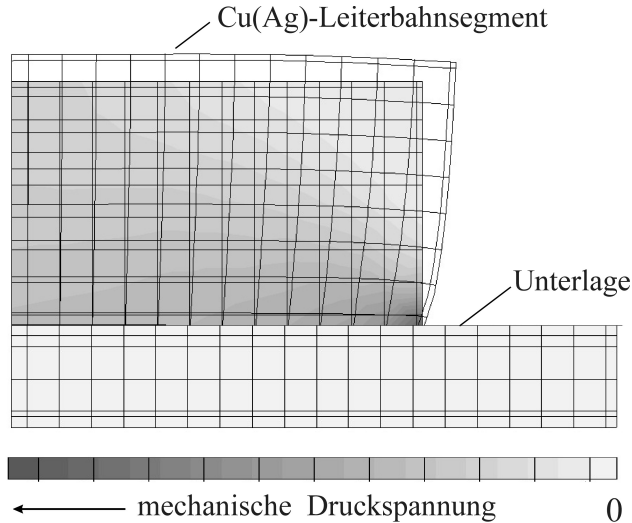 Cu(Ag)-Leiterbahnsegment
Unterlage
mechanische Druckspannung 0